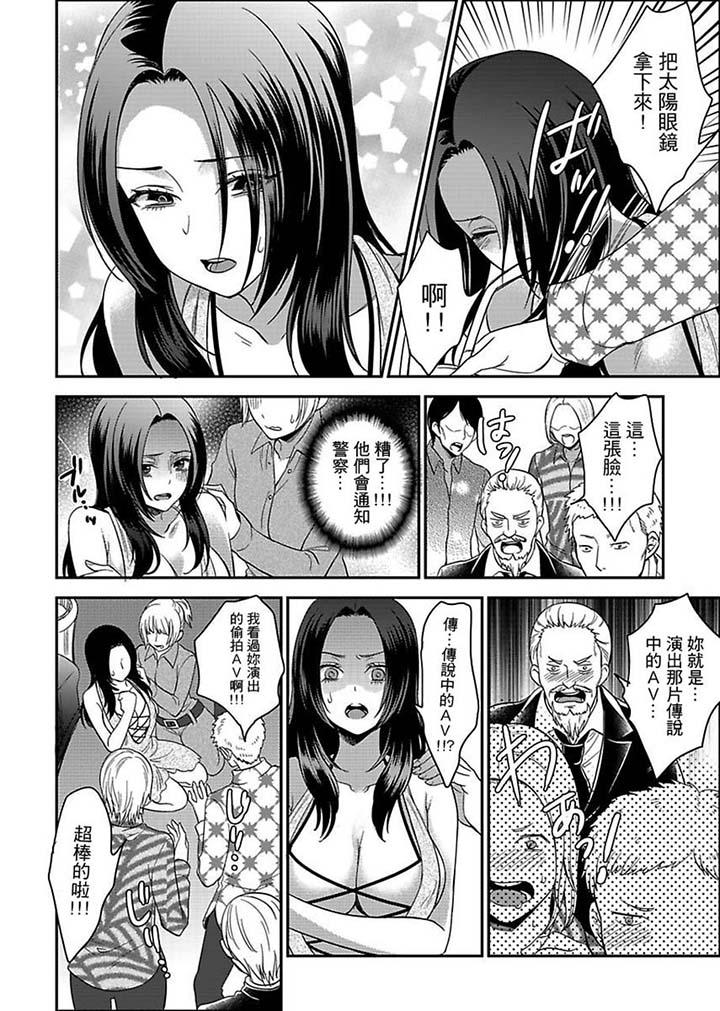 把太陽眼鏡
拿下來！
ばっ
啊!!
這…
這張臉…!!!
糟了…!!!
他們會通知
警察…
妳就是…
演出那片傳說
中的AV…
傳…傳說中的AV!!?
我看過妳演出
的偷拍AV啊!!!
超棒的啦!!!